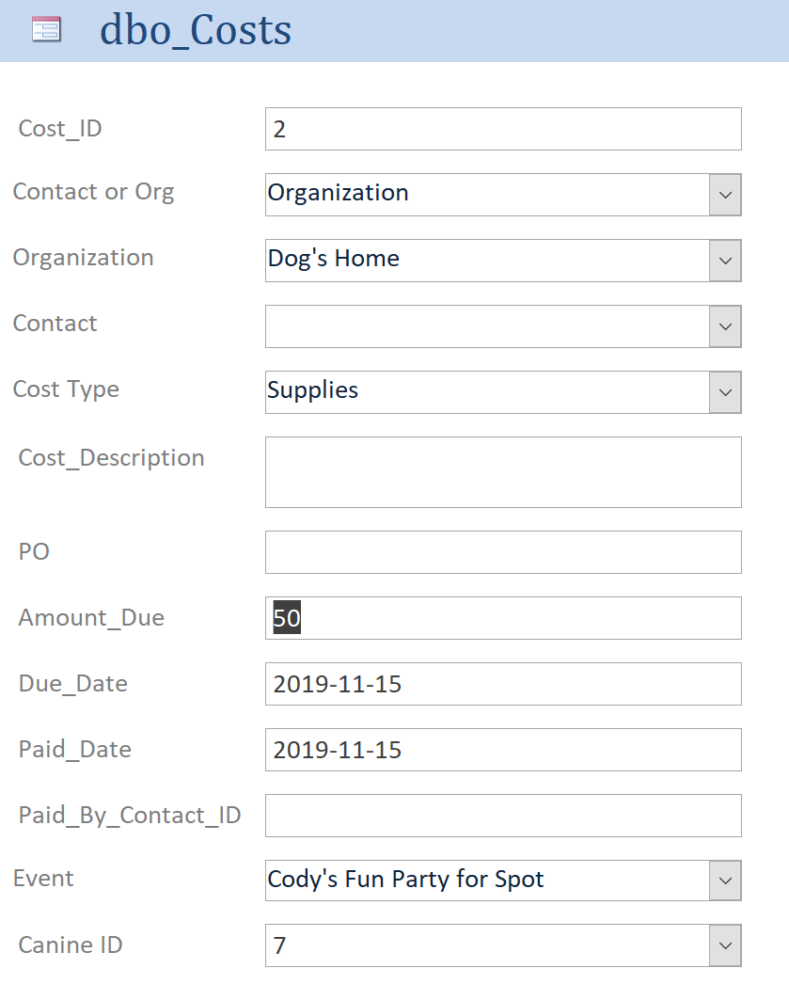 dbo_Costs
Cost_ID 2
Contact or Org Organization
Organization Dog's Home
Contact
Cost Type Supplies
Cost_Description
PO
Amount_Due 50
Due_Date 2019-11-15
Paid_Date 2019-11-15
Paid_By_Contact_ID
Event Cody's Fun Party for Spot
Canine ID 7